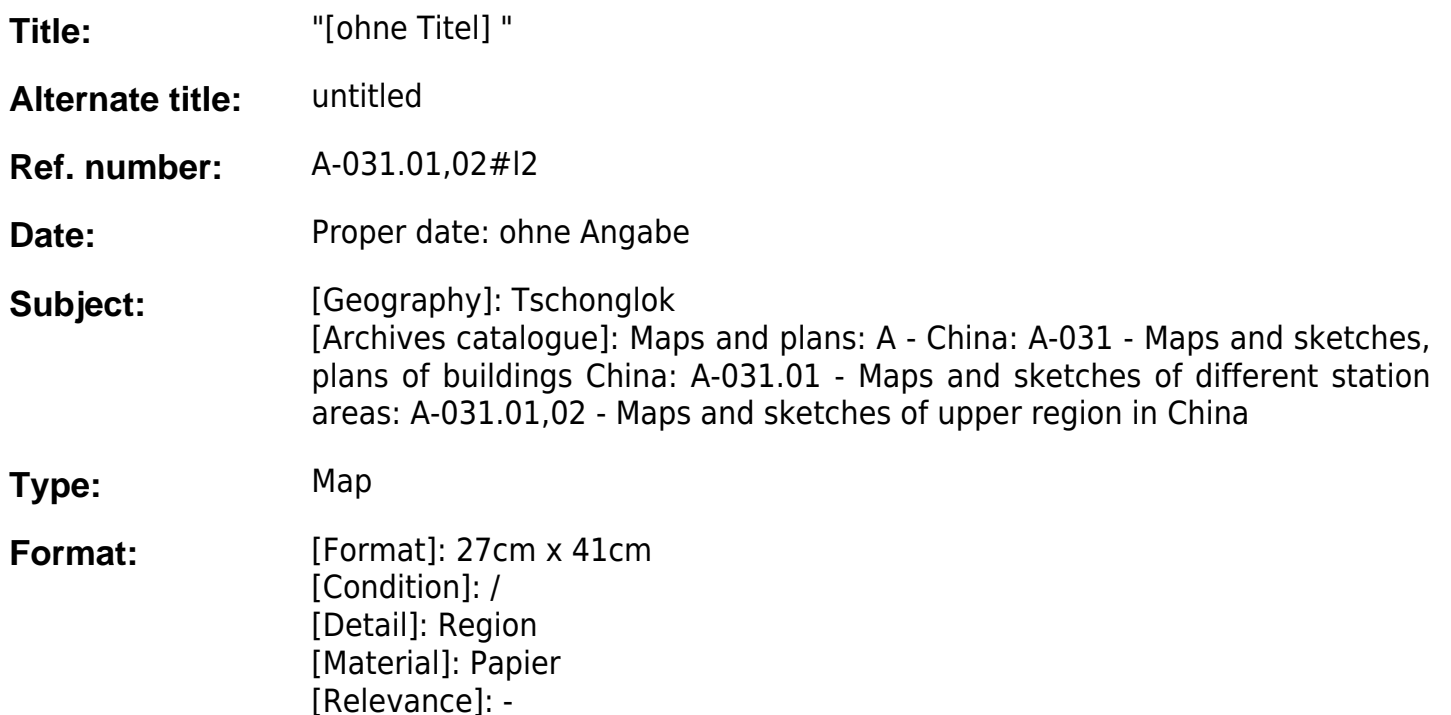 Title: "[ohne Titel] "
Alternate title: untitled
Ref. number: A-031.01,02#l2
Date: Proper date: ohne Angabe
Subject: [Geography]: Tschonglok
[Archives catalogue]: Maps and plans: A - China: A-031 - Maps and sketches,
plans of buildings China: A-031.01 - Maps and sketches of different station
areas: A-031.01,02 - Maps and sketches of upper region in China
Type: Map
Format: [Format]: 27cm x 41cm
[Condition]: /
[Detail]: Region
[Material]: Papier
[Relevance]: -